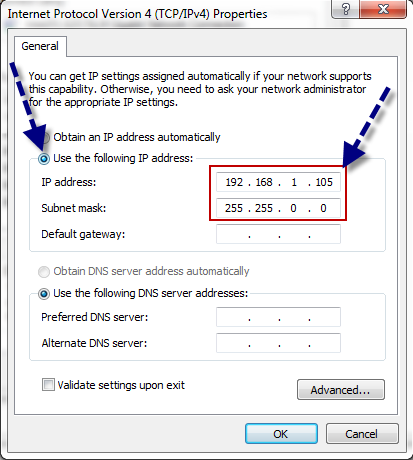 Internet Protocol Version 4 (TCP/IPv4) Properties
General
You can get IP settings assigned automatically if your network supports
this capability. Otherwise, you need to ask your network administrator
for the appropriate IP settings.
Obtain an IP address automatically
Use the following IP address:
IP address: 192 . 168 . 1 . 105
Subnet mask: 255 . 255 . 0 . 0
Default gateway: . . .
Obtain DNS server address automatically
Use the following DNS server addresses:
Preferred DNS server: . . .
Alternate DNS server: . . .
Validate settings upon exit
Advanced...
OK Cancel